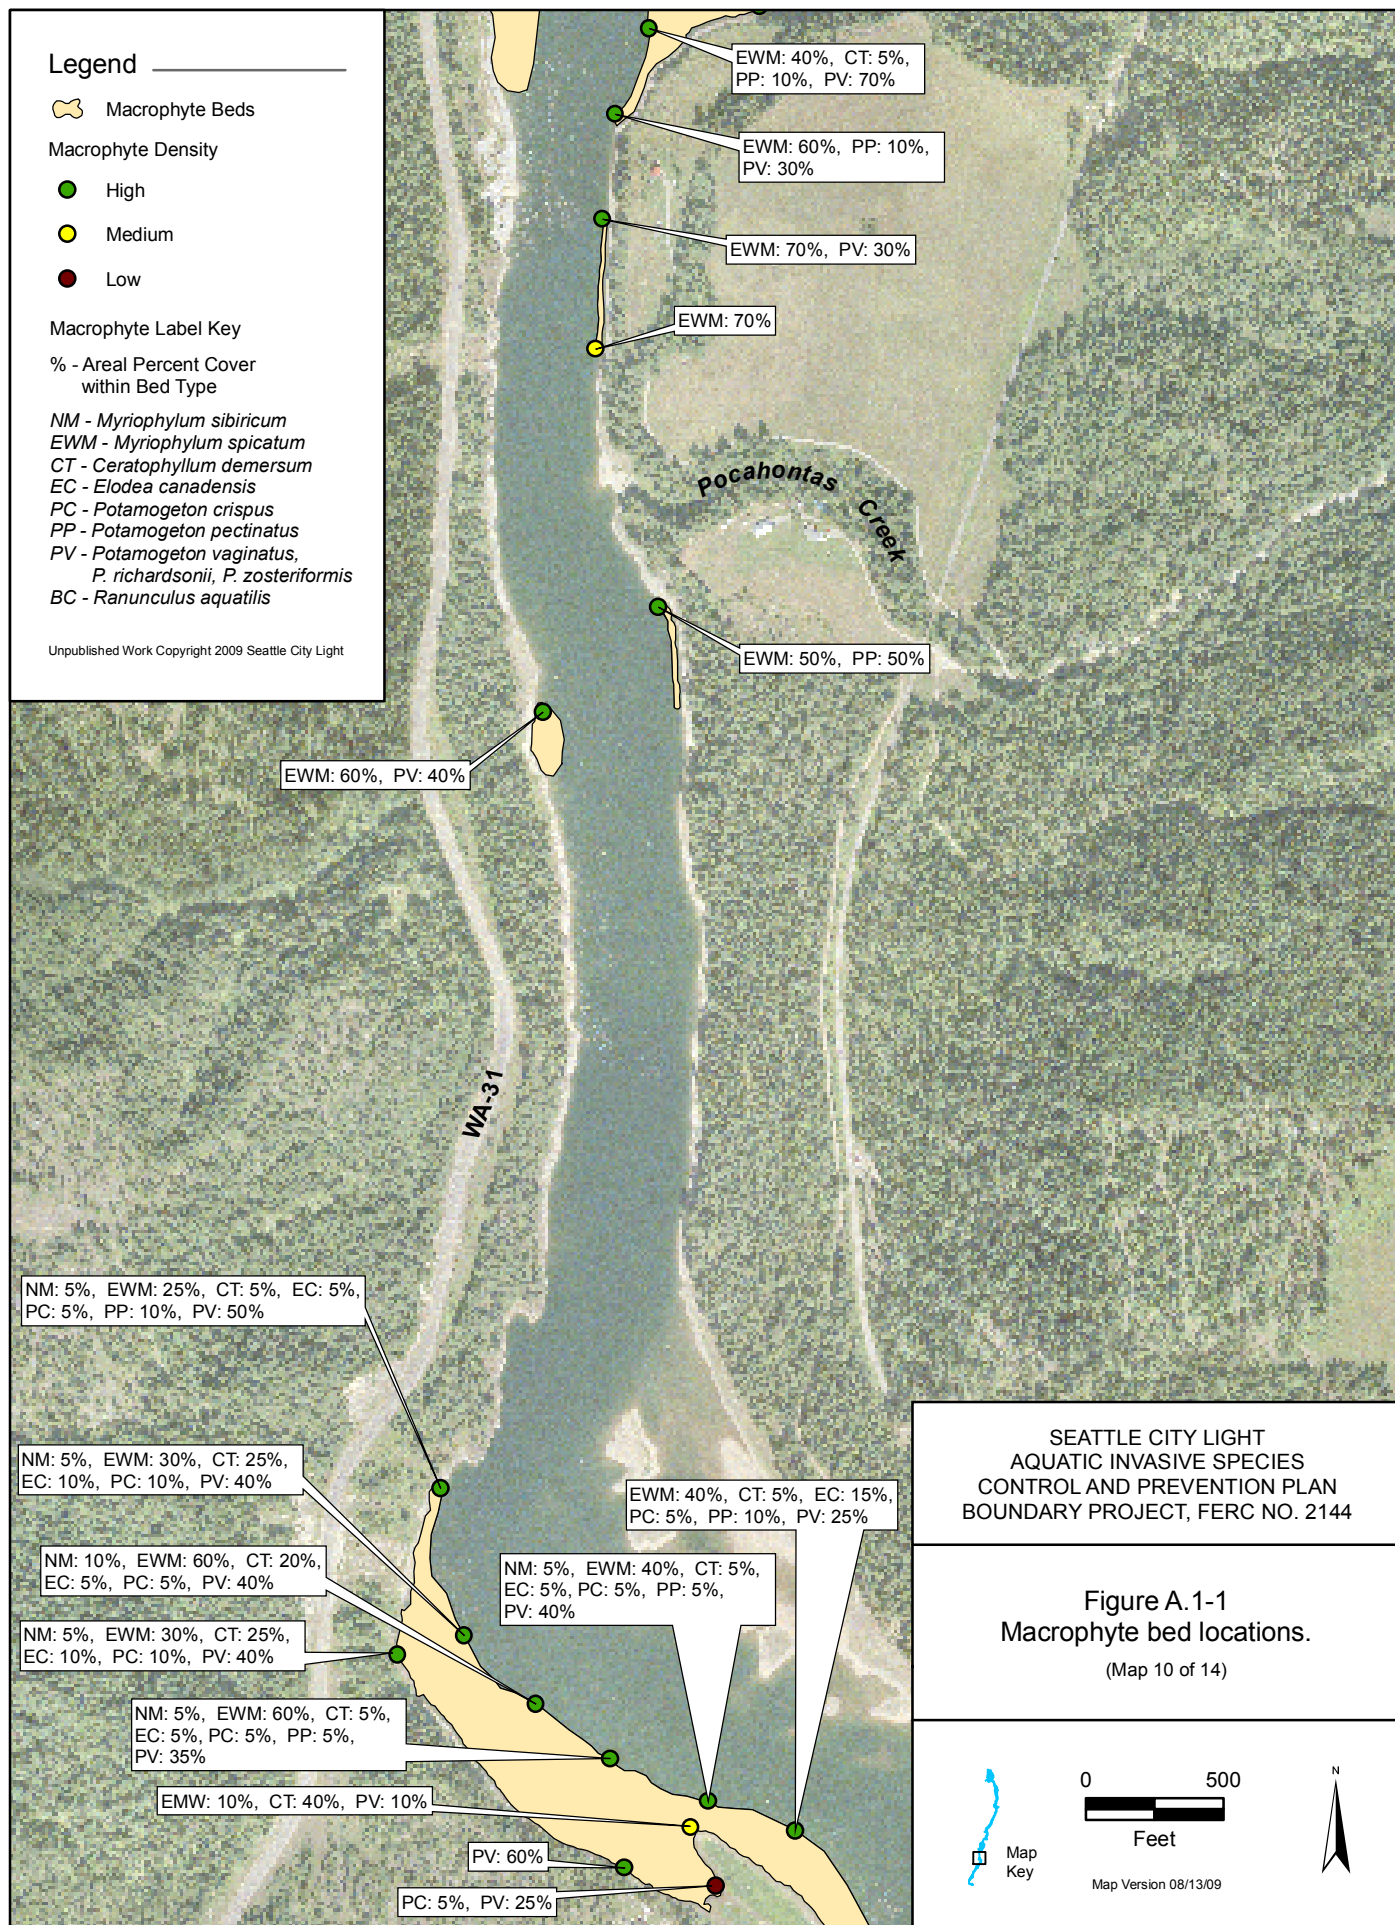 Legend
Macrophyte Beds
Macrophyte Density
High
Medium
Low
Macrophyte Label Key
% - Areal Percent Cover
within Bed Type
NM - Myriophylum sibiricum
EWM - Myriophylum spicatum
CT - Ceratophyllum demersum
EC - Elodea canadensis
PC - Potamogeton crispus
PP - Potamogeton pectinatus
PV - Potamogeton vaginatus,
P. richardsonii, P. zosteriformis
BC - Ranunculus aquatilis
Unpublished Work Copyright 2009 Seattle City Light
EWM: 40%, CT: 5%,
PP: 10%, PV: 70%
EWM: 60%, PP: 10%,
PV: 30%
EWM: 70%, PV: 30%
EWM: 70%
Pocahontas Creek
EWM: 50%, PP: 50%
EWM: 60%, PV: 40%
WA-31
NM: 5%, EWM: 25%, CT: 5%, EC: 5%,
PC: 5%, PP: 10%, PV: 50%
NM: 5%, EWM: 30%, CT: 25%,
EC: 10%, PC: 10%, PV: 40%
EWM: 40%, CT: 5%, EC: 15%,
PC: 5%, PP: 10%, PV: 25%
NM: 10%, EWM: 60%, CT: 20%,
EC: 5%, PC: 5%, PV: 40%
NM: 5%, EWM: 40%, CT: 5%,
EC: 5%, PC: 5%, PP: 5%,
PV: 40%
NM: 5%, EWM: 30%, CT: 25%,
EC: 10%, PC: 10%, PV: 40%
NM: 5%, EWM: 60%, CT: 5%,
EC: 5%, PC: 5%, PP: 5%,
PV: 35%
EMW: 10%, CT: 40%, PV: 10%
PV: 60%
PC: 5%, PV: 25%
SEATTLE CITY LIGHT
AQUATIC INVASIVE SPECIES
CONTROL AND PREVENTION PLAN
BOUNDARY PROJECT, FERC NO. 2144
Figure A.1-1
Macrophyte bed locations.
(Map 10 of 14)
Map
Key
0 500
Feet
Map Version 08/13/09
N